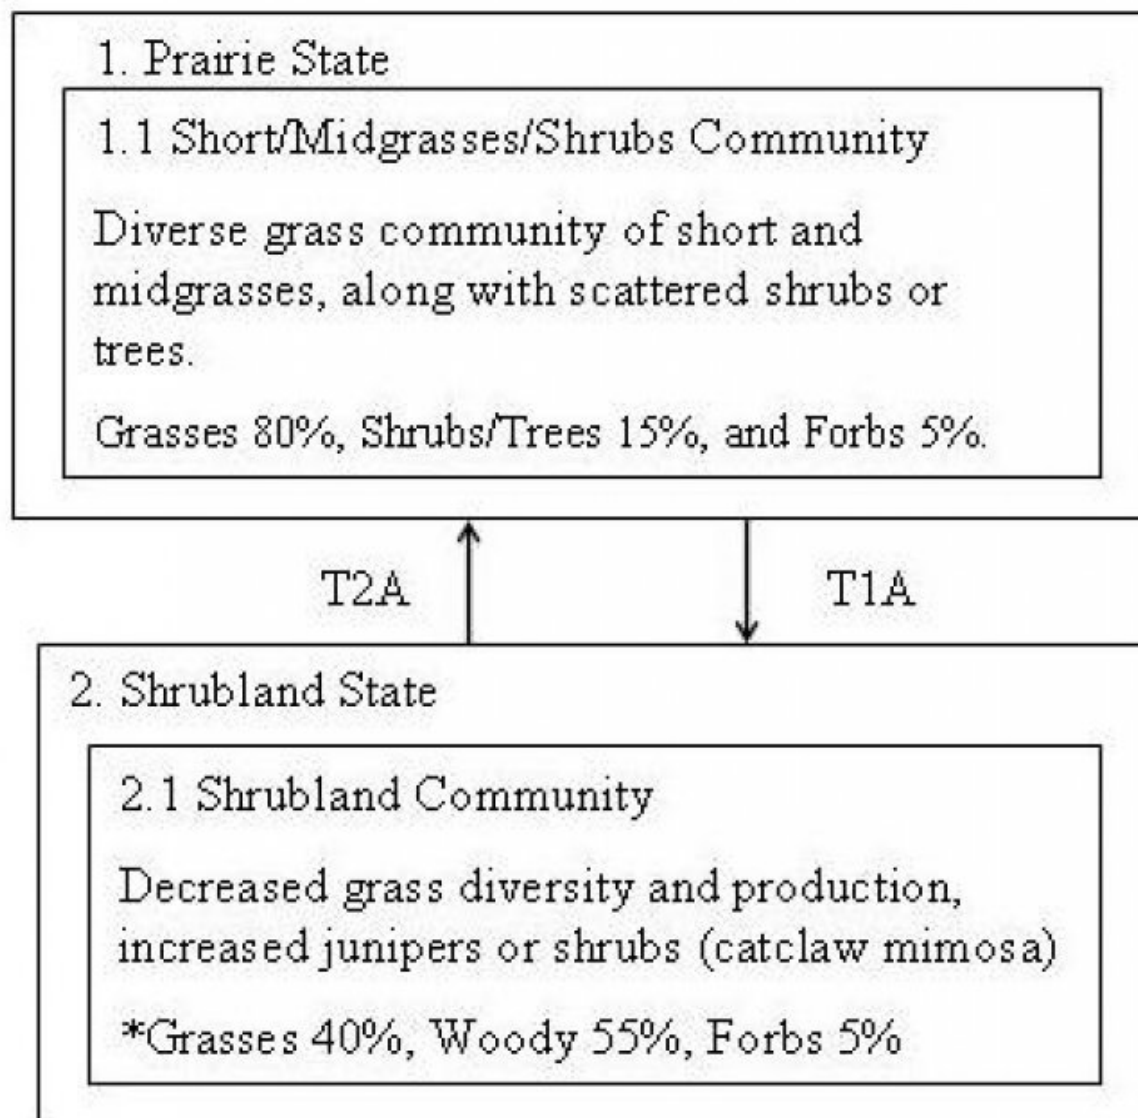 1. Prairie State
1.1 Short/Midgrasses/Shrubs Community
Diverse grass community of short and
midgrasses, along with scattered shrubs or
trees.
Grasses 80%, Shrubs/Trees 15%, and Forbs 5%.
T2A
T1A
2. Shrubland State
2.1 Shrubland Community
Decreased grass diversity and production,
increased junipers or shrubs (catclaw mimosa)
*Grasses 40%, Woody 55%, Forbs 5%